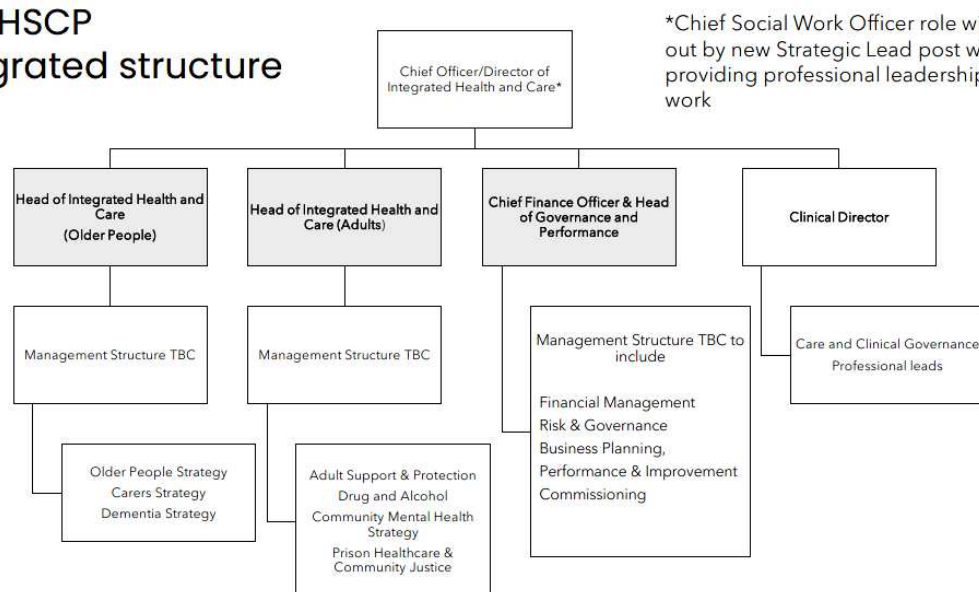 HSCP
grated structure
*Chief Social Work Officer role w
out by new Strategic Lead post w
providing professional leadership
work
Chief Officer/Director of
Integrated Health and Care*
Head of Integrated Health and
Care
(Older People)
Head of Integrated Health and
Care (Adults)
Chief Finance Officer & Head
of Governance and
Performance
Clinical Director
Management Structure TBC
Management Structure TBC
Management Structure TBC to
include
Financial Management
Risk & Governance
Business Planning,
Performance & Improvement
Commissioning
Care and Clinical Governance
Professional leads
Older People Strategy
Carers Strategy
Dementia Strategy
Adult Support & Protection
Drug and Alcohol
Community Mental Health
Strategy
Prison Healthcare &
Community Justice